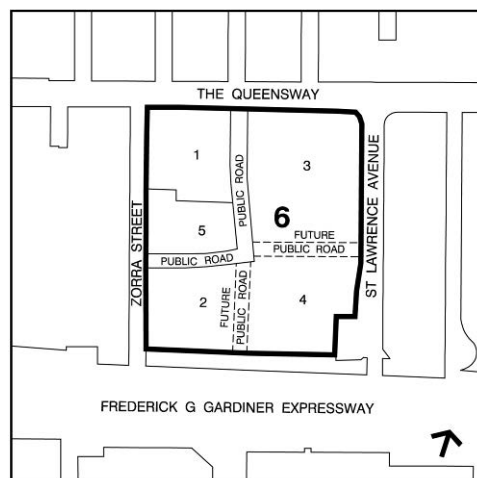 THE QUEENSWAY
1
PUBLIC ROAD
3
ST LAWRENCE AVENUE
ZORRA STREET
6
5
FUTURE
PUBLIC ROAD
PUBLIC ROAD
2
FUTURE
PUBLIC ROAD
4
FREDERICK G GARDINER EXPRESSWAY